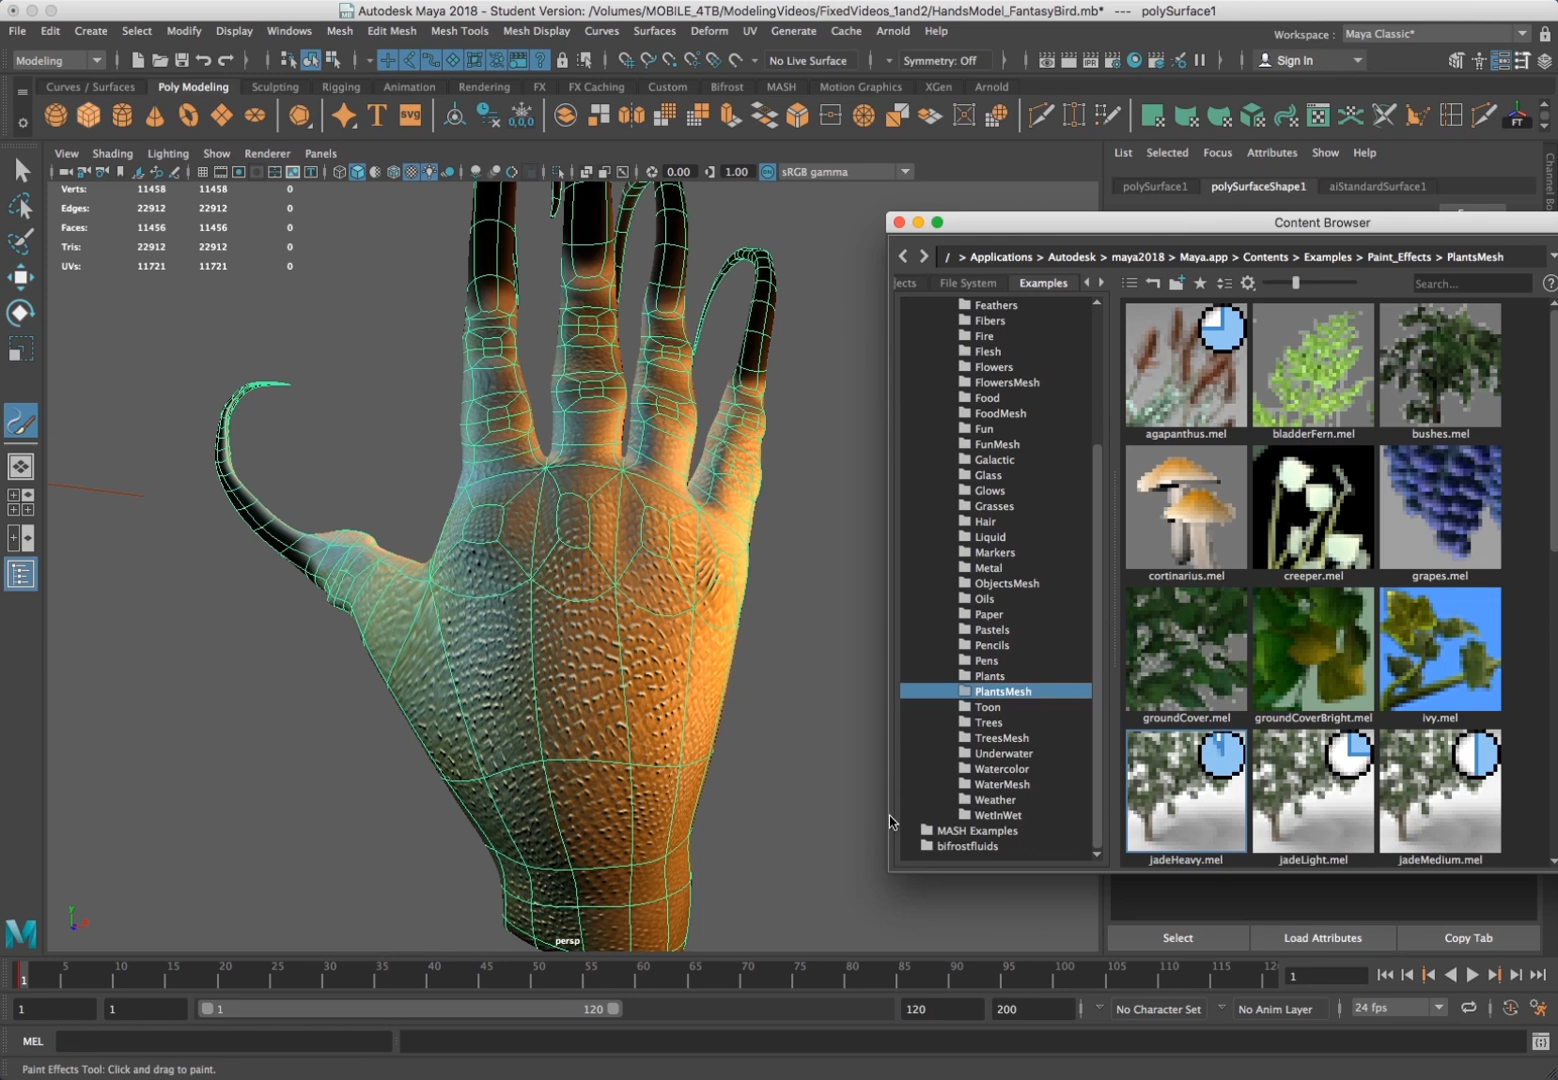 Autodesk Maya 2018 - Student Version: /Volumes/MOBILE_4TB/ModelingVideos/FixedVideos_1and2/HandsModel_FantasyBird.mb* --- polySurface1
File Edit Create Select Modify Display Windows Mesh Edit Mesh Mesh Tools Mesh Display Curves Surfaces Deform UV Generate Cache Arnold Help
Workspace : Maya Classic*
Modeling
No Live Surface
Symmetry: Off
Sign In
Curves / Surfaces Poly Modeling Sculpting Rigging Animation Rendering FX FX Caching Custom Bifrost MASH Motion Graphics XGen Arnold
T SVG 0,0,0 FT
View Shading Lighting Show Renderer Panels
List Selected Focus Attributes Show Help
0.00 1.00 sRGB gamma
polySurface1 polySurfaceShape1 aiStandardSurface1
Verts: 11458 11458 0
Edges: 22912 22912 0
Faces: 11456 11456 0
Tris: 22912 22912 0
UVs: 11721 11721 0
Content Browser
/ > Applications > Autodesk > maya2018 > Maya.app > Contents > Examples > Paint_Effects > PlantsMesh
jects File System Examples
Search...
Feathers
Fibers
Fire
Flesh
Flowers
FlowersMesh
Food
FoodMesh
Fun
FunMesh
Galactic
Glass
Glows
Grasses
Hair
Liquid
Markers
Metal
ObjectsMesh
Oils
Paper
Pastels
Pencils
Pens
Plants
PlantsMesh
Toon
Trees
TreesMesh
Underwater
Watercolor
WaterMesh
Weather
WetInWet
MASH Examples
bifrostfluids
agapanthus.mel bladderFern.mel bushes.mel
cortinarius.mel creeper.mel grapes.mel
groundCover.mel groundCoverBright.mel ivy.mel
jadeHeavy.mel jadeLight.mel jadeMedium.mel
Channel Bo
persp
Select Load Attributes Copy Tab
5 10 15 20 25 30 35 40 45 50 55 60 65 70 75 80 85 90 95 100 105 110 115 12
1
1
1 1 1 120 120 200 No Character Set No Anim Layer 24 fps
MEL
Paint Effects Tool: Click and drag to paint.